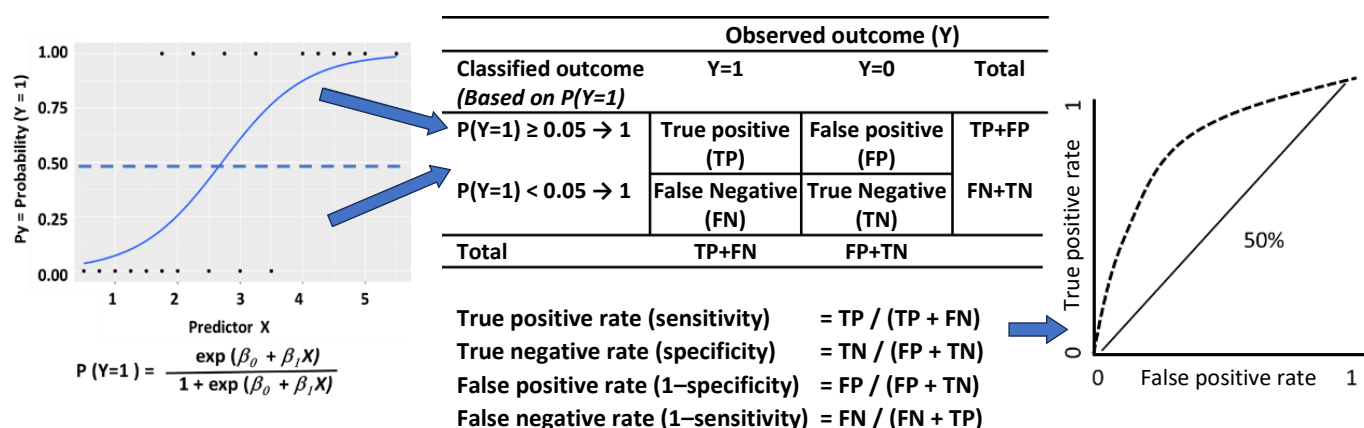 Py = Probability (Y = 1)
1.00
0.75
0.50
0.25
0.00
1 2 3 4 5
Predictor X
P (Y=1 ) = exp (β0 + β1X) / 1 + exp (β0 + β1X)
Observed outcome (Y)
Classified outcome Y=1 Y=0 Total
(Based on P(Y=1)
P(Y=1) ≥ 0.05 → 1 True positive False positive TP+FP
(TP) (FP)
P(Y=1) < 0.05 → 1 False Negative True Negative FN+TN
(FN) (TN)
Total TP+FN FP+TN
True positive rate (sensitivity) = TP / (TP + FN)
True negative rate (specificity) = TN / (FP + TN)
False positive rate (1–specificity) = FP / (FP + TN)
False negative rate (1–sensitivity) = FN / (FN + TP)
True positive rate
1
0
50%
0 False positive rate 1